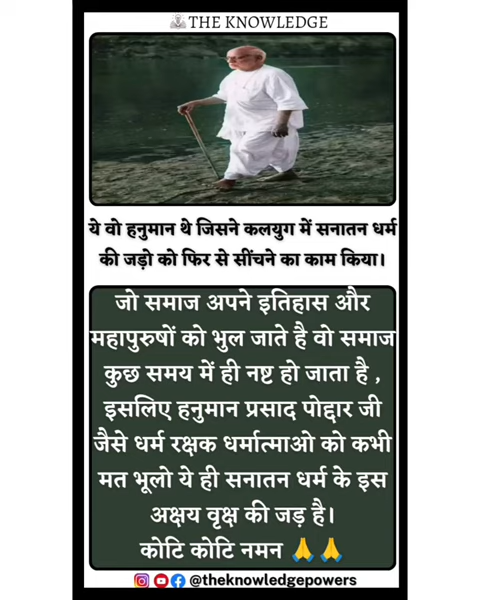 THE KNOWLEDGE
ये वो हनुमान थे जिसने कलयुग में सनातन धर्म
की जड़ो को फिर से सींचने का काम किया।
जो समाज अपने इतिहास और
महापुरुषों को भुल जाते है वो समाज
कुछ समय में ही नष्ट हो जाता है ,
इसलिए हनुमान प्रसाद पोद्दार जी
जैसे धर्म रक्षक धर्मात्माओ को कभी
मत भूलो ये ही सनातन धर्म के इस
अक्षय वृक्ष की जड़ है।
कोटि कोटि नमन 🙏🙏
@theknowledgepowers